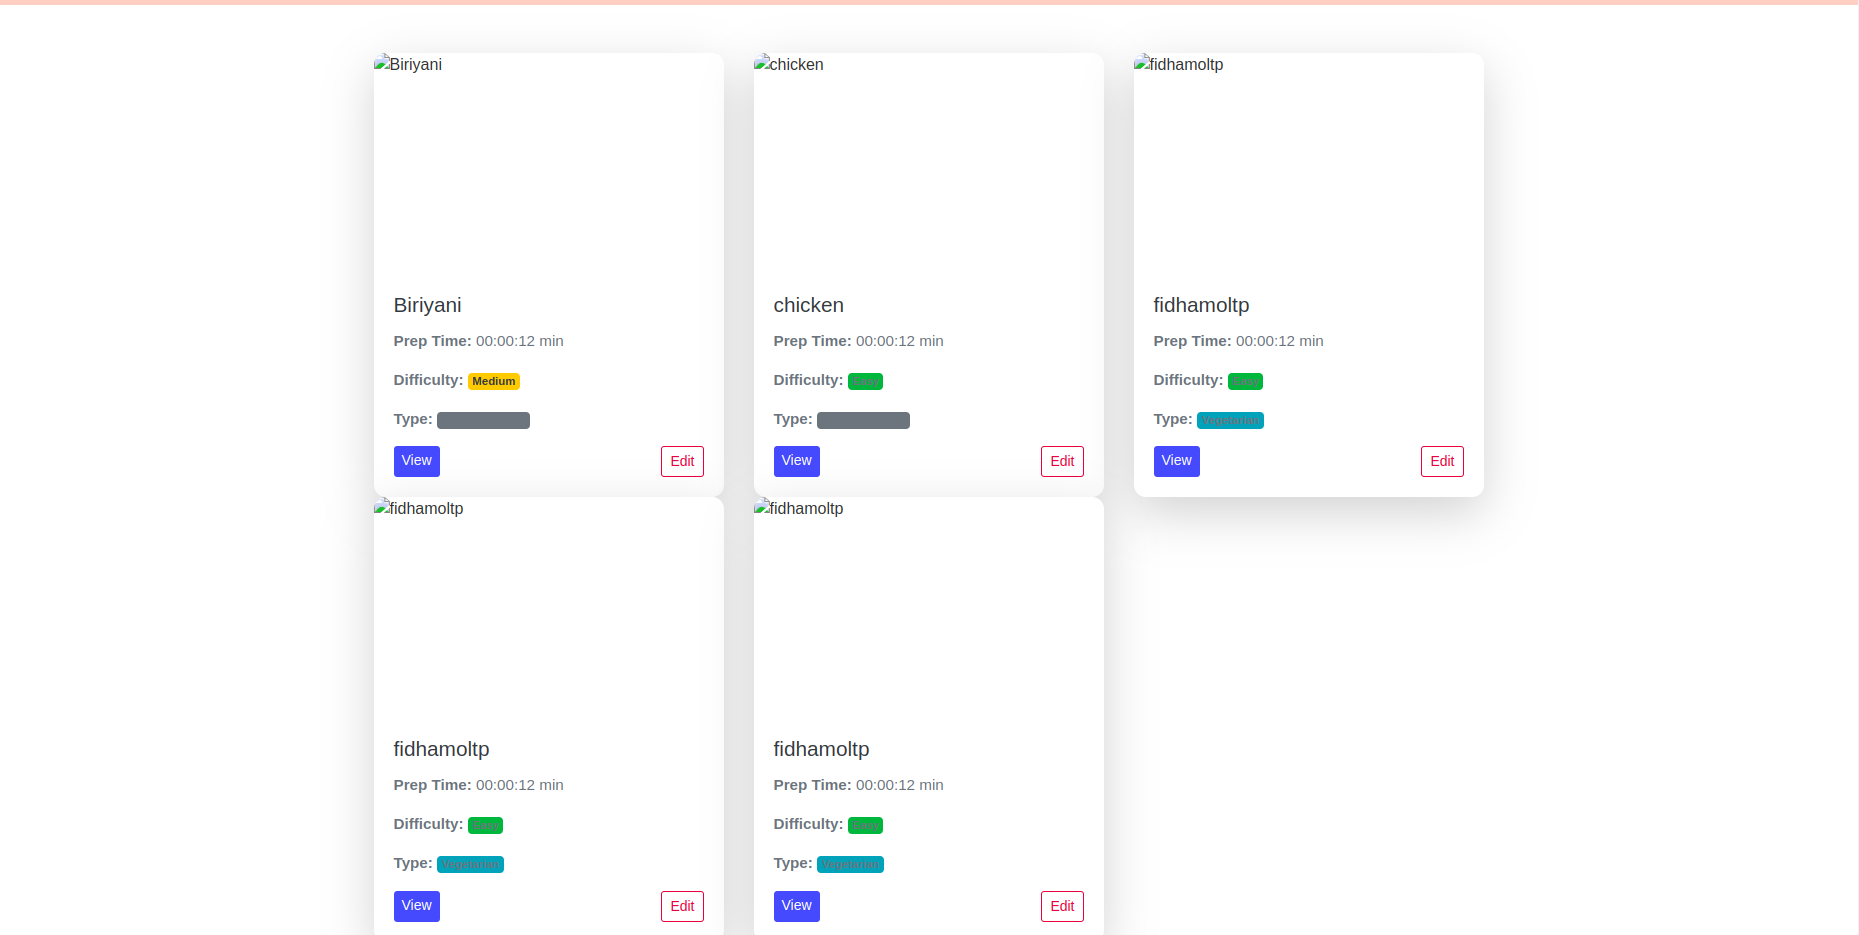 Biriyani
chicken
fidhamoltp
Biriyani
Prep Time: 00:00:12 min
Difficulty: Medium
Type:
View Edit
chicken
Prep Time: 00:00:12 min
Difficulty: Easy
Type:
View Edit
fidhamoltp
Prep Time: 00:00:12 min
Difficulty: Easy
Type: Vegetarian
View Edit
fidhamoltp
fidhamoltp
fidhamoltp
Prep Time: 00:00:12 min
Difficulty: Easy
Type: Vegetarian
View Edit
fidhamoltp
Prep Time: 00:00:12 min
Difficulty: Easy
Type: Vegetarian
View Edit